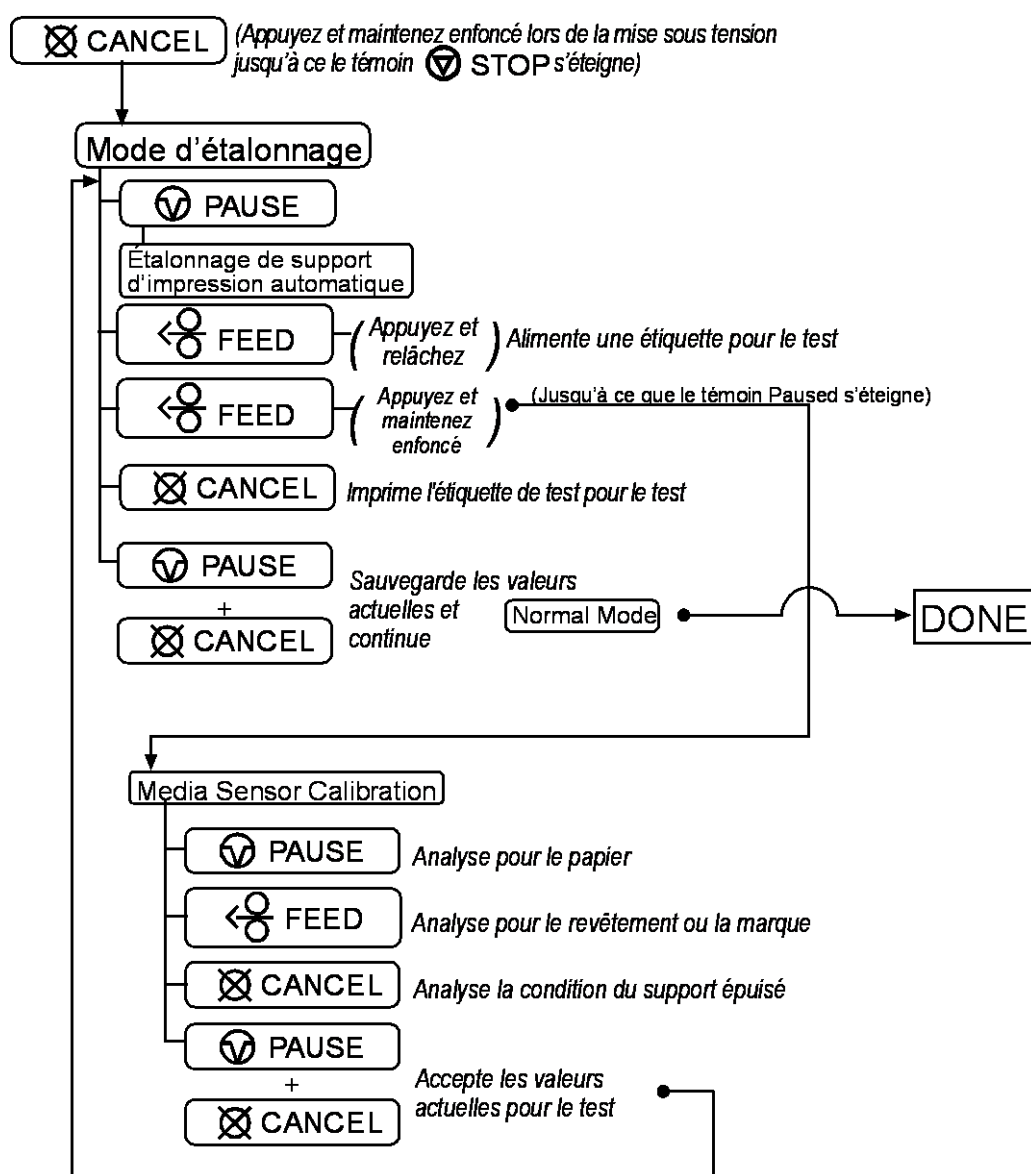 CANCEL (Appuyez et maintenez enfoncé lors de la mise sous tension
jusqu'à ce le témoin STOP s'éteigne)
Mode d'étalonnage
PAUSE
Étalonnage de support
d'impression automatique
FEED (Appuyez et
relâchez) Alimente une étiquette pour le test
FEED (Appuyez et
maintenez
enfoncé) (Jusqu'à ce que le témoin Paused s'éteigne)
CANCEL Imprime l'étiquette de test pour le test
PAUSE
+
CANCEL
Sauvegarde les valeurs
actuelles et
continue
Normal Mode
DONE
Media Sensor Calibration
PAUSE Analyse pour le papier
FEED Analyse pour le revêtement ou la marque
CANCEL Analyse la condition du support épuisé
PAUSE
+
CANCEL
Accepte les valeurs
actuelles pour le test